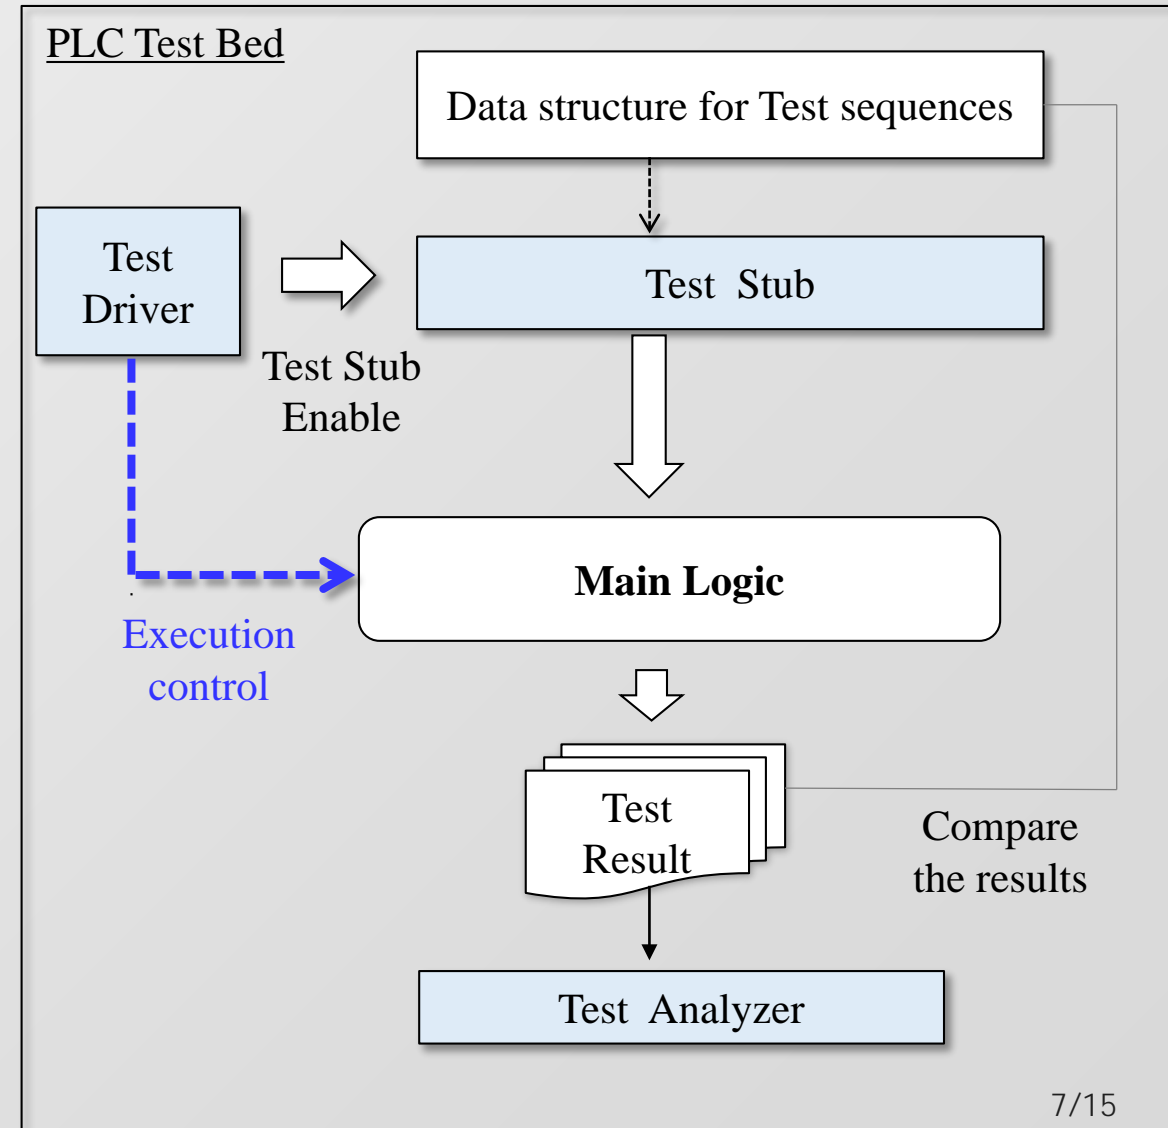 PLC Test Bed
Data structure for Test sequences
Test
Driver
Test Stub
Test Stub
Enable
Main Logic
Execution
control
Test
Result
Compare
the results
Test Analyzer
7/15